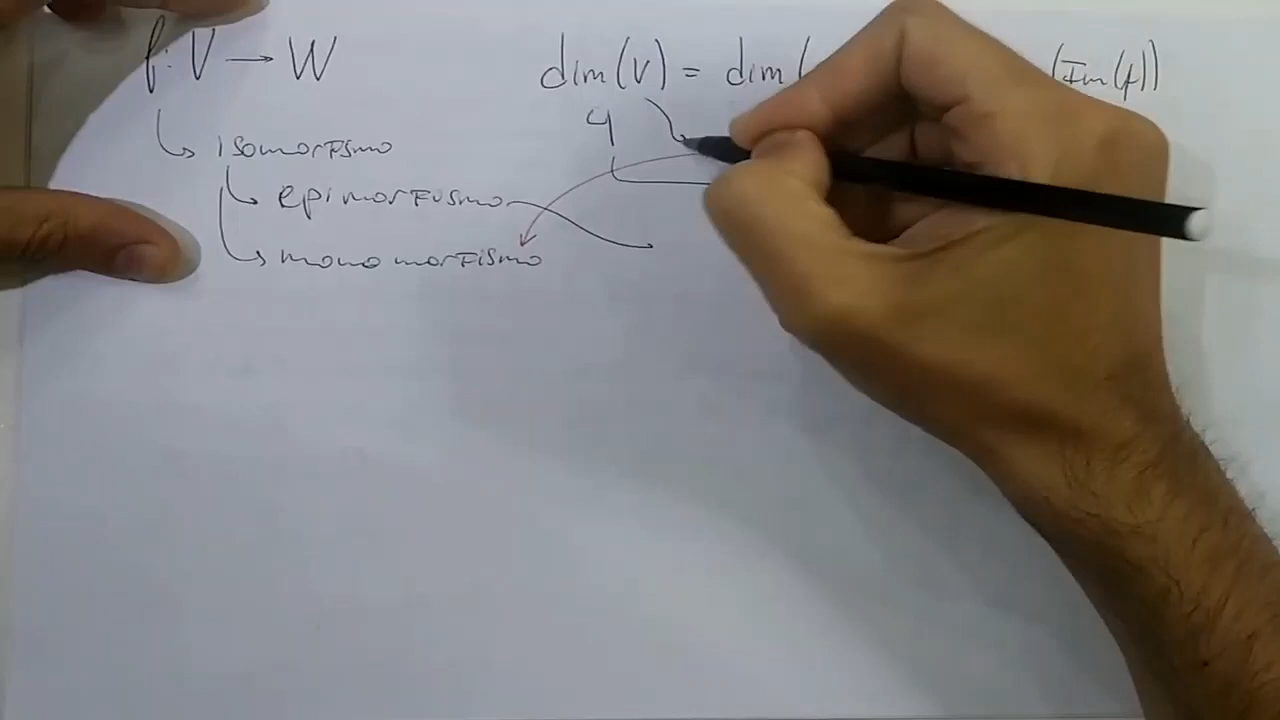 f: V → W
dim(V) = dim( (Im(f))
4
isomorfismo
epimorfismo
monomorfismo